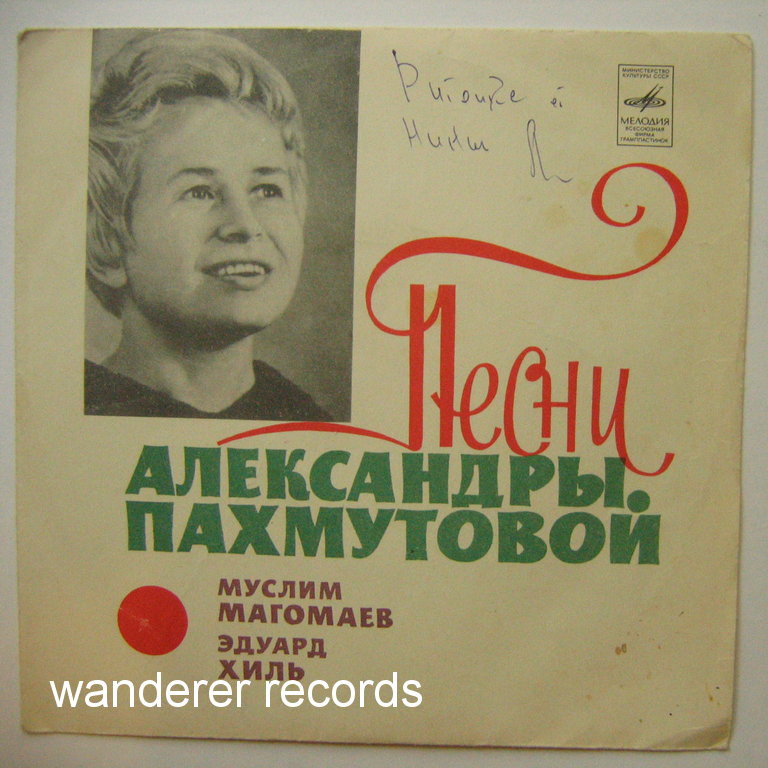 МИНИСТЕРСТВО
КУЛЬТУРЫ СССР
МЕЛОДИЯ
ВСЕСОЮЗНАЯ
ФИРМА
ГРАМПЛАСТИНОК
Песни
АЛЕКСАНДРЫ
ПАХМУТОВОЙ
МУСЛИМ
МАГОМАЕВ
ЭДУАРД
ХИЛЬ
wanderer records